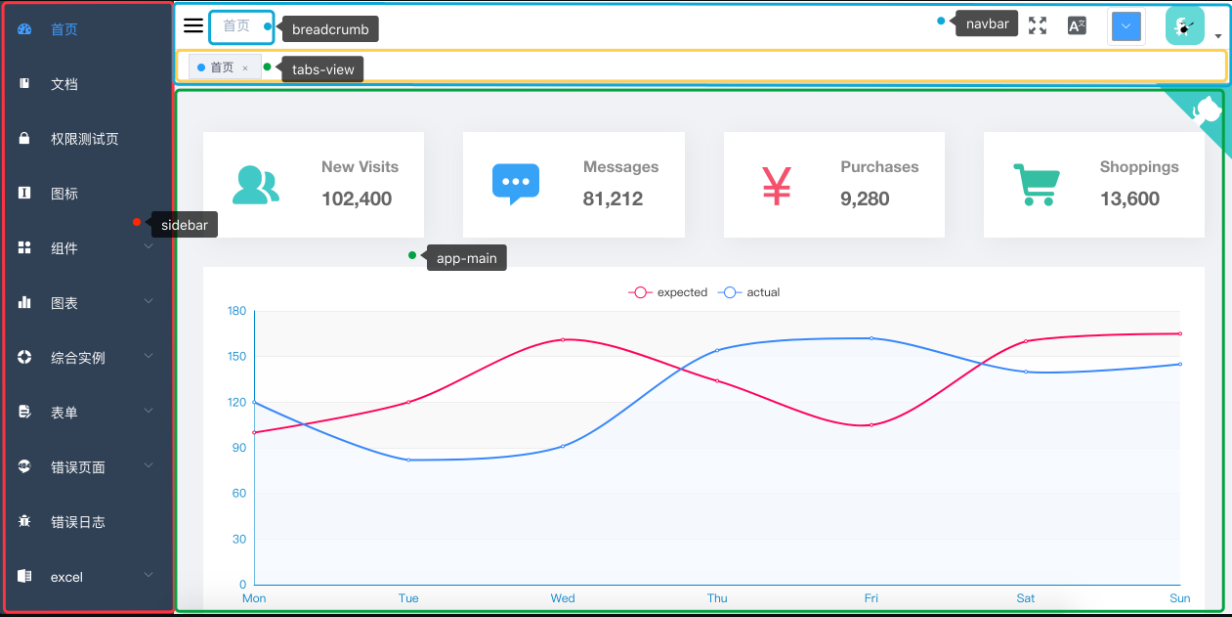 首页
文档
权限测试页
图标
组件
图表
综合实例
表单
错误页面
404
错误日志
excel
sidebar
首页
breadcrumb
navbar
A文
首页 ×
tabs-view
New Visits
102,400
Messages
81,212
¥
Purchases
9,280
Shoppings
13,600
app-main
expected actual
180
150
120
90
60
30
0
Mon Tue Wed Thu Fri Sat Sun